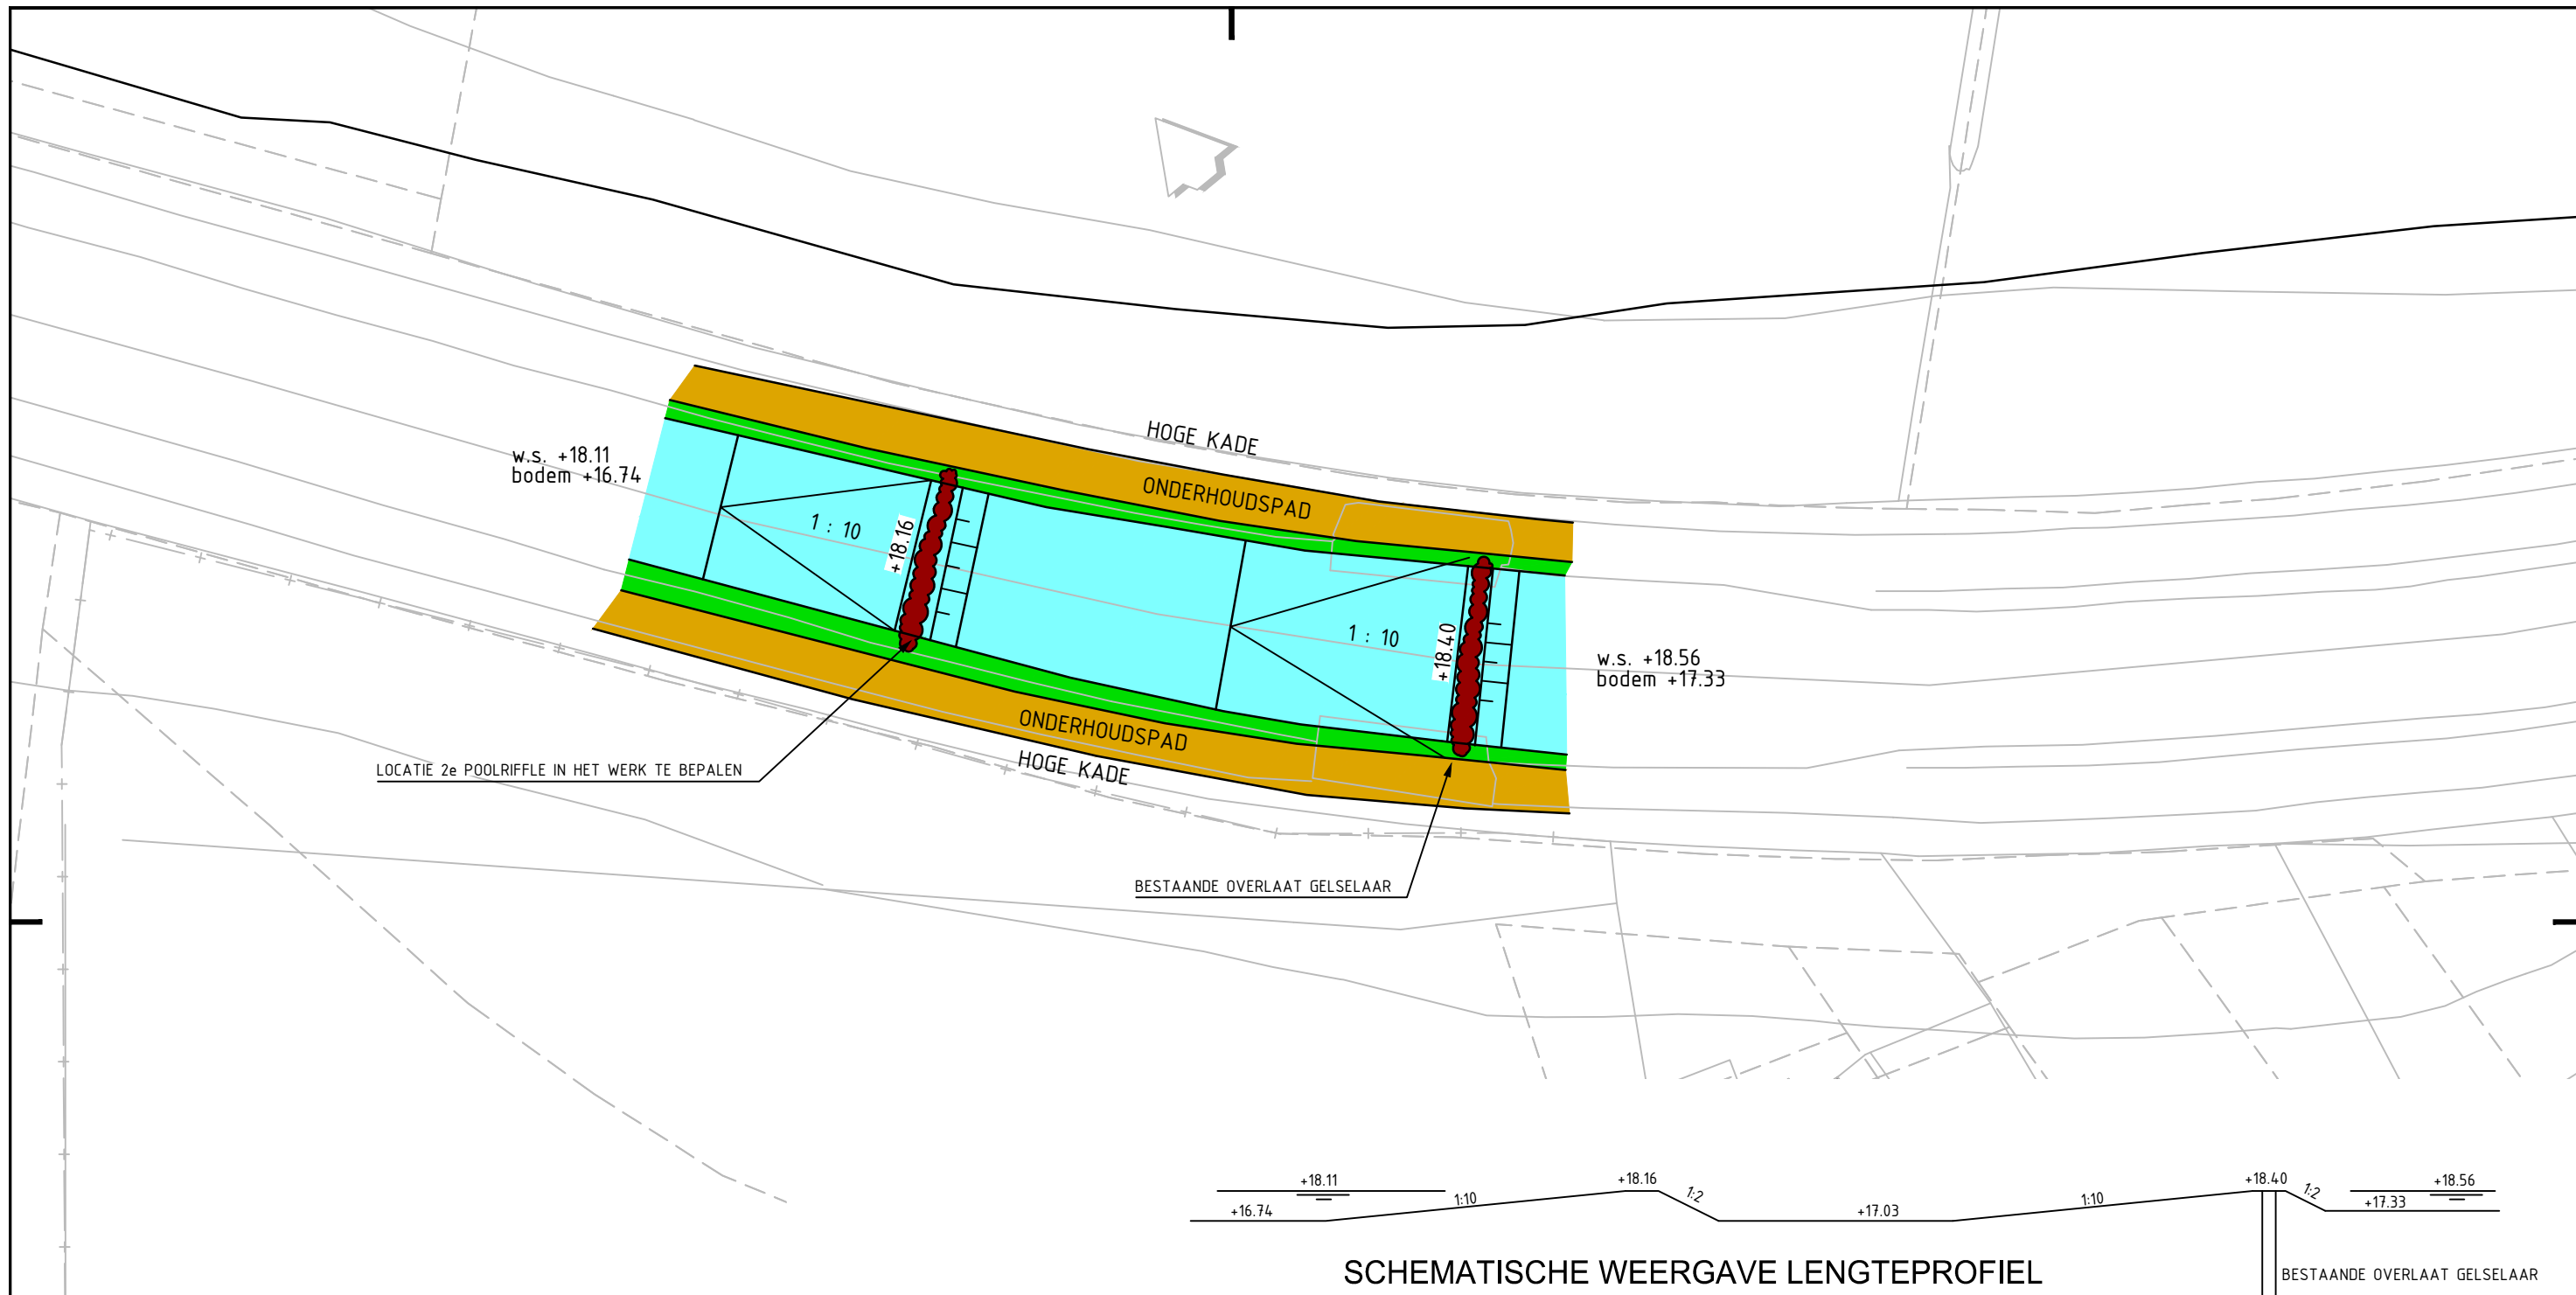 HOGE KADE
w.s. +18.11
bodem +16.74
ONDERHOUDSPAD
1 : 10
+18.16
1 : 10
+18.40
w.s. +18.56
bodem +17.33
ONDERHOUDSPAD
HOGE KADE
LOCATIE 2e POOLRIFFLE IN HET WERK TE BEPALEN
BESTAANDE OVERLAAT GELSELAAR
+18.11
+18.16
+18.40
+18.56
1:10
1:2
1:10
1:2
+16.74
+17.03
+17.33
SCHEMATISCHE WEERGAVE LENGTEPROFIEL
BESTAANDE OVERLAAT GELSELAAR